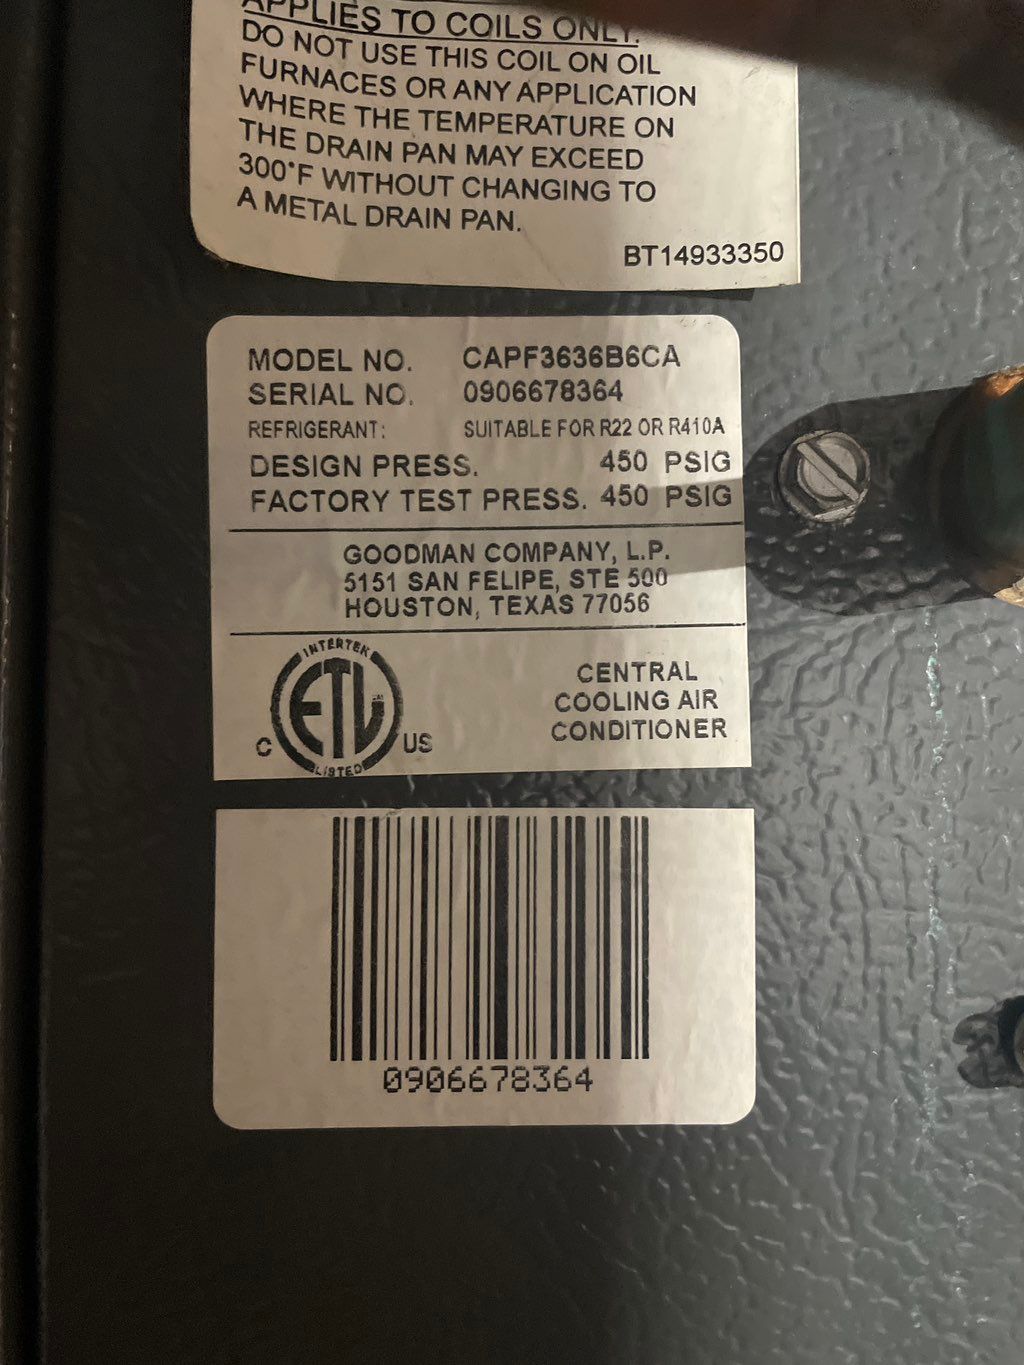 APPLIES TO COILS ONLY.
DO NOT USE THIS COIL ON OIL
FURNACES OR ANY APPLICATION
WHERE THE TEMPERATURE ON
THE DRAIN PAN MAY EXCEED
300°F WITHOUT CHANGING TO
A METAL DRAIN PAN.
BT14933350
MODEL NO. CAPF3636B6CA
SERIAL NO. 0906678364
REFRIGERANT: SUITABLE FOR R22 OR R410A
DESIGN PRESS. 450 PSIG
FACTORY TEST PRESS. 450 PSIG
GOODMAN COMPANY, L.P.
5151 SAN FELIPE, STE 500
HOUSTON, TEXAS 77056
INTERTEK
ETL
C US
LISTED
CENTRAL
COOLING AIR
CONDITIONER
0906678364